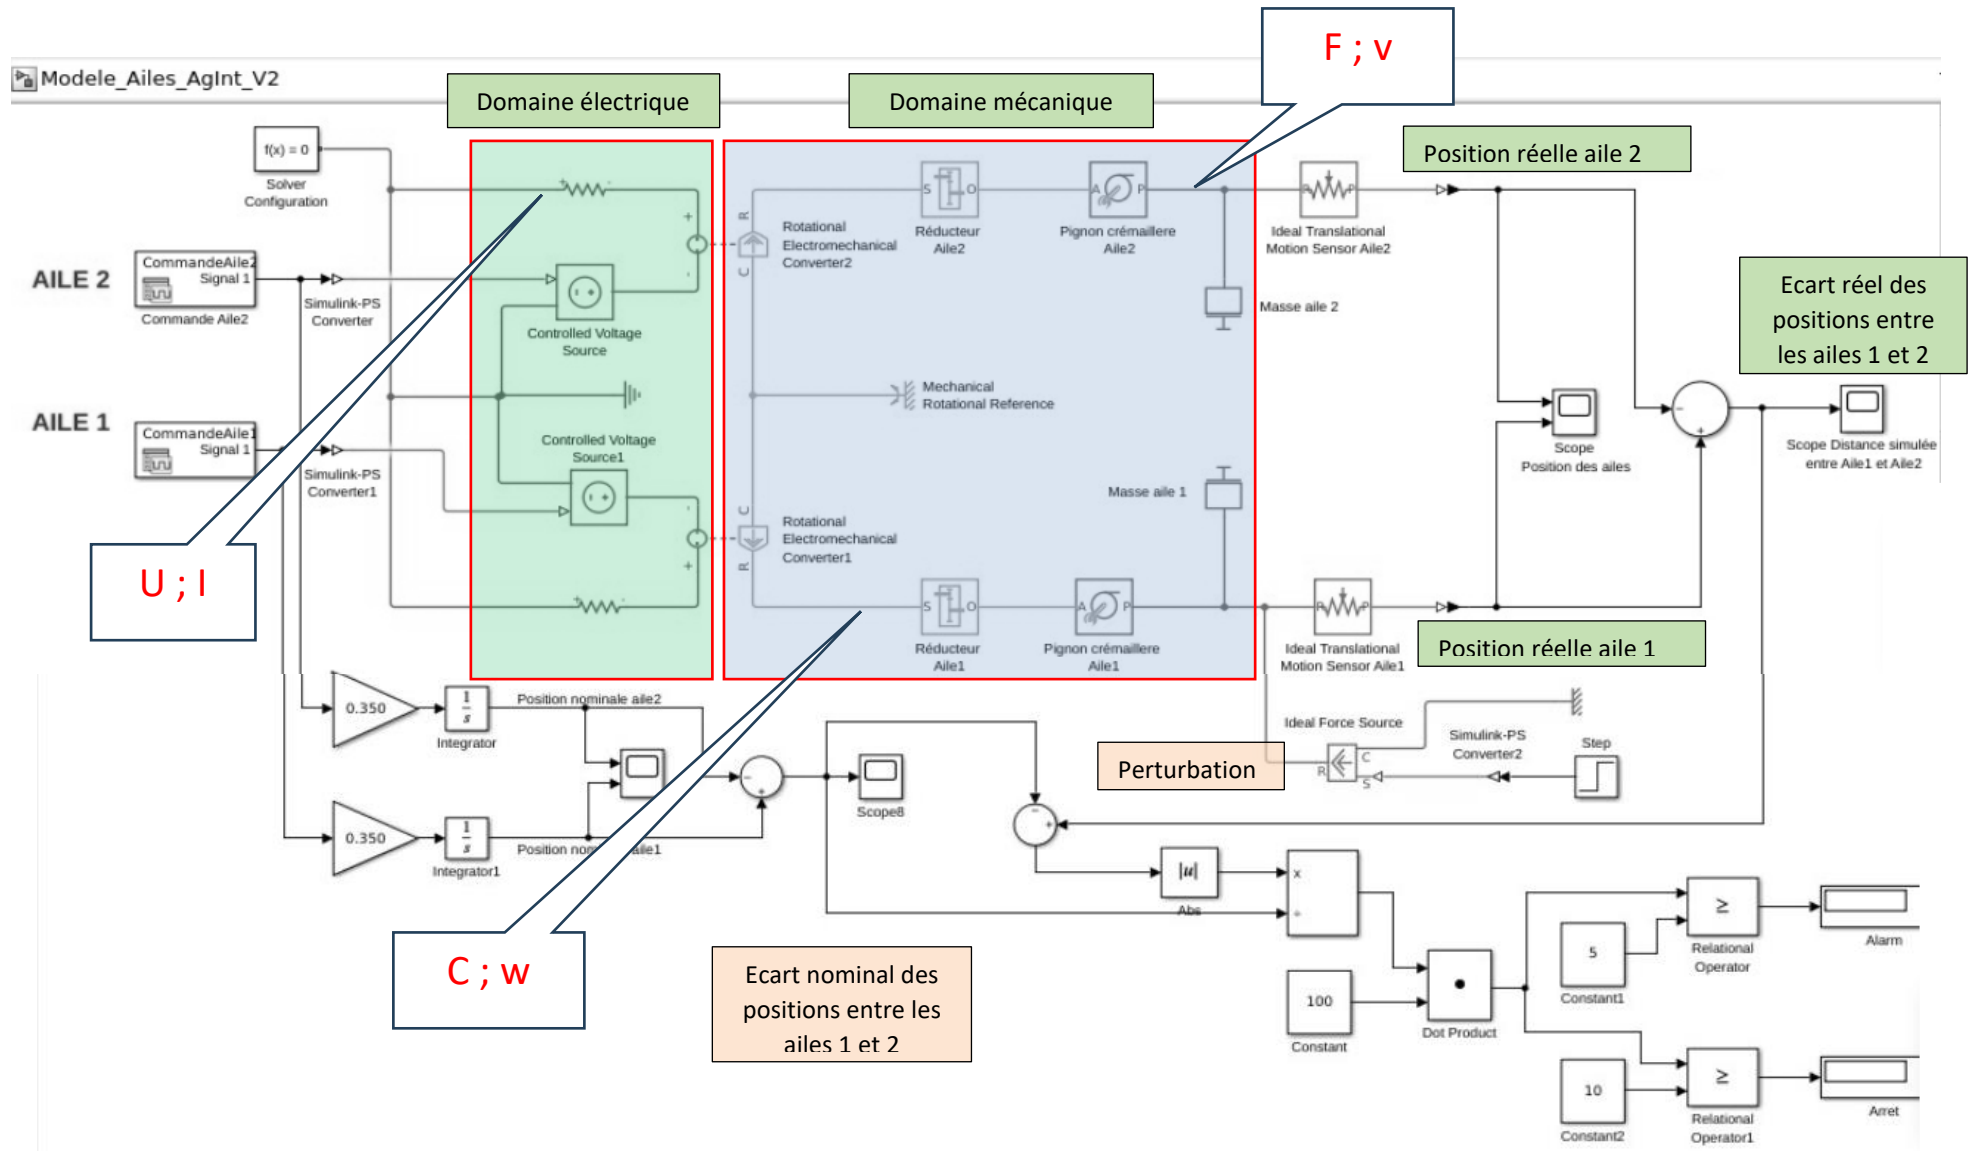 Modele_Ailes_AgInt_V2
F ; v
Domaine électrique
Domaine mécanique
f(x) = 0
Solver
Configuration
Position réelle aile 2
AILE 2
CommandeAile2
Signal 1
Commande Aile2
Simulink-PS
Converter
+
-
+
-
Controlled Voltage
Source
R
C
Rotational
Electromechanical
Converter2
S
O
Réducteur
Aile2
A
P
Pignon crémaillere
Aile2
R
P
Ideal Translational
Motion Sensor Aile2
Masse aile 2
Ecart réel des
positions entre
les ailes 1 et 2
Mechanical
Rotational Reference
AILE 1
CommandeAile1
Signal 1
Simulink-PS
Converter1
Controlled Voltage
Source1
Scope
Position des ailes
-
+
Scope Distance simulée
entre Aile1 et Aile2
Masse aile 1
C
R
Rotational
Electromechanical
Converter1
-
+
+
-
U ; I
S
O
Réducteur
Aile1
A
P
Pignon crémaillere
Aile1
R
P
Ideal Translational
Motion Sensor Aile1
Position réelle aile 1
0.350
1
s
Integrator
Position nominale aile2
Ideal Force Source
Simulink-PS
Converter2
Step
Perturbation
R
C
S
-
+
Scope8
0.350
1
s
Integrator1
Position nominale aile1
-
+
|u|
Abs
x
÷
C ; w
Ecart nominal des
positions entre les
ailes 1 et 2
100
Constant
Dot Product
5
Constant1
≥
Relational
Operator
Alarm
10
Constant2
≥
Relational
Operator1
Arret